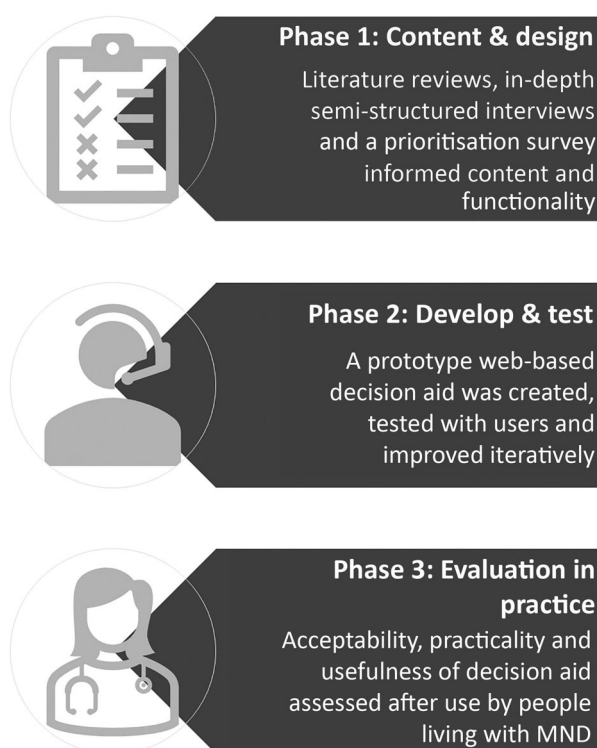 Phase 1: Content & design
Literature reviews, in-depth
semi-structured interviews
and a prioritisation survey
informed content and
functionality
Phase 2: Develop & test
A prototype web-based
decision aid was created,
tested with users and
improved iteratively
Phase 3: Evaluation in
practice
Acceptability, practicality and
usefulness of decision aid
assessed after use by people
living with MND